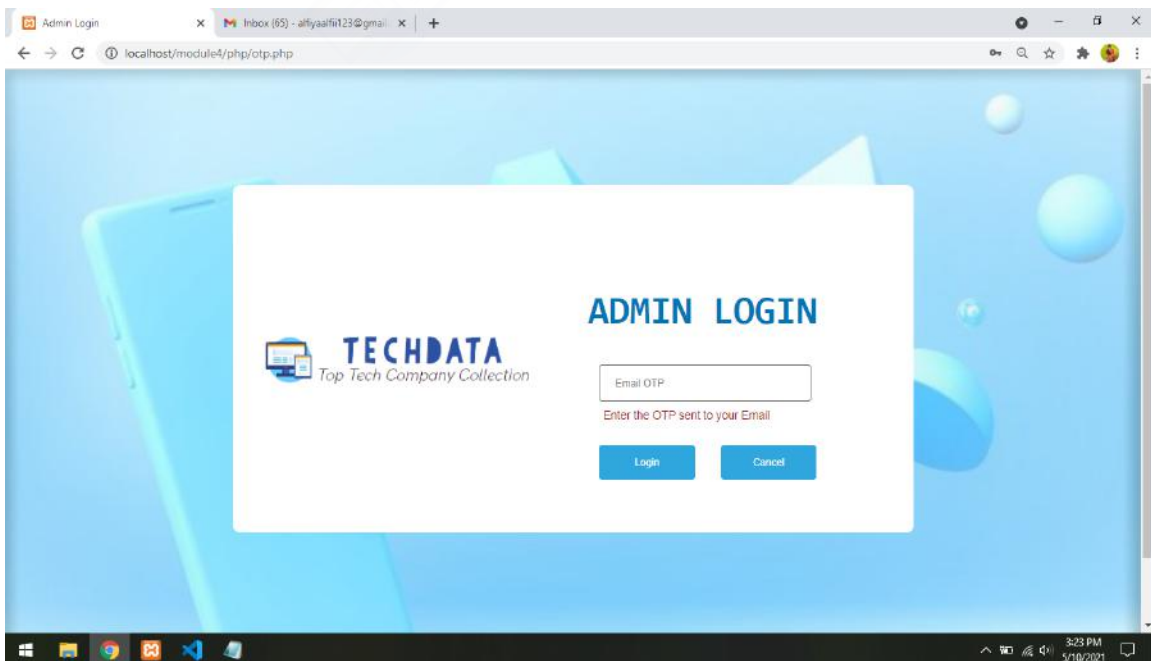 Admin Login
Inbox (65) - alfiyaalfii123@gmail
localhost/module4/php/otp.php
TECHDATA
Top Tech Company Collection
ADMIN LOGIN
Email OTP
Enter the OTP sent to your Email
Login
Cancel
3:23 PM
5/10/2021